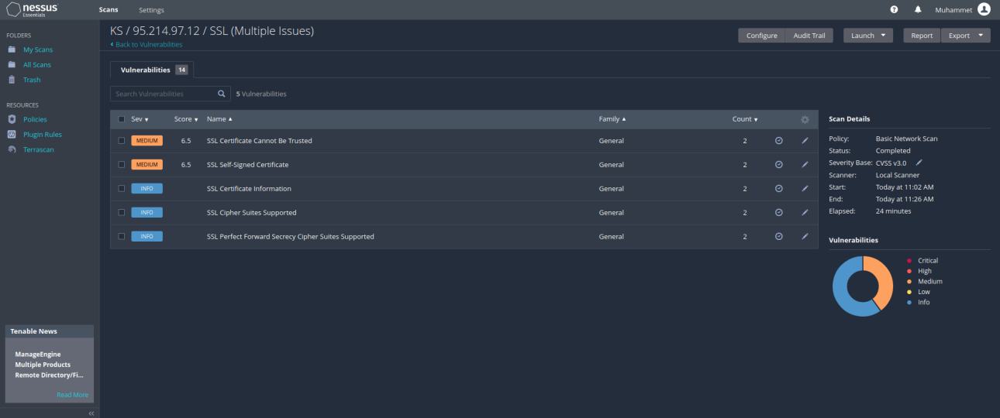 nessus
Essentials
Scans
Settings
Muhammet
FOLDERS
My Scans
All Scans
Trash
RESOURCES
Policies
Plugin Rules
Terrascan
Tenable News
ManageEngine
Multiple Products
Remote Directory/Fi...
Read More
KS / 95.214.97.12 / SSL (Multiple Issues)
Back to Vulnerabilities
Configure Audit Trail Launch Report Export
Vulnerabilities 14
Search Vulnerabilities 5 Vulnerabilities
Sev Score Name Family Count
MEDIUM 6.5 SSL Certificate Cannot Be Trusted General 2
MEDIUM 6.5 SSL Self-Signed Certificate General 2
INFO SSL Certificate Information General 2
INFO SSL Cipher Suites Supported General 2
INFO SSL Perfect Forward Secrecy Cipher Suites Supported General 2
Scan Details
Policy: Basic Network Scan
Status: Completed
Severity Base: CVSS v3.0
Scanner: Local Scanner
Start: Today at 11:02 AM
End: Today at 11:26 AM
Elapsed: 24 minutes
Vulnerabilities
Critical
High
Medium
Low
Info